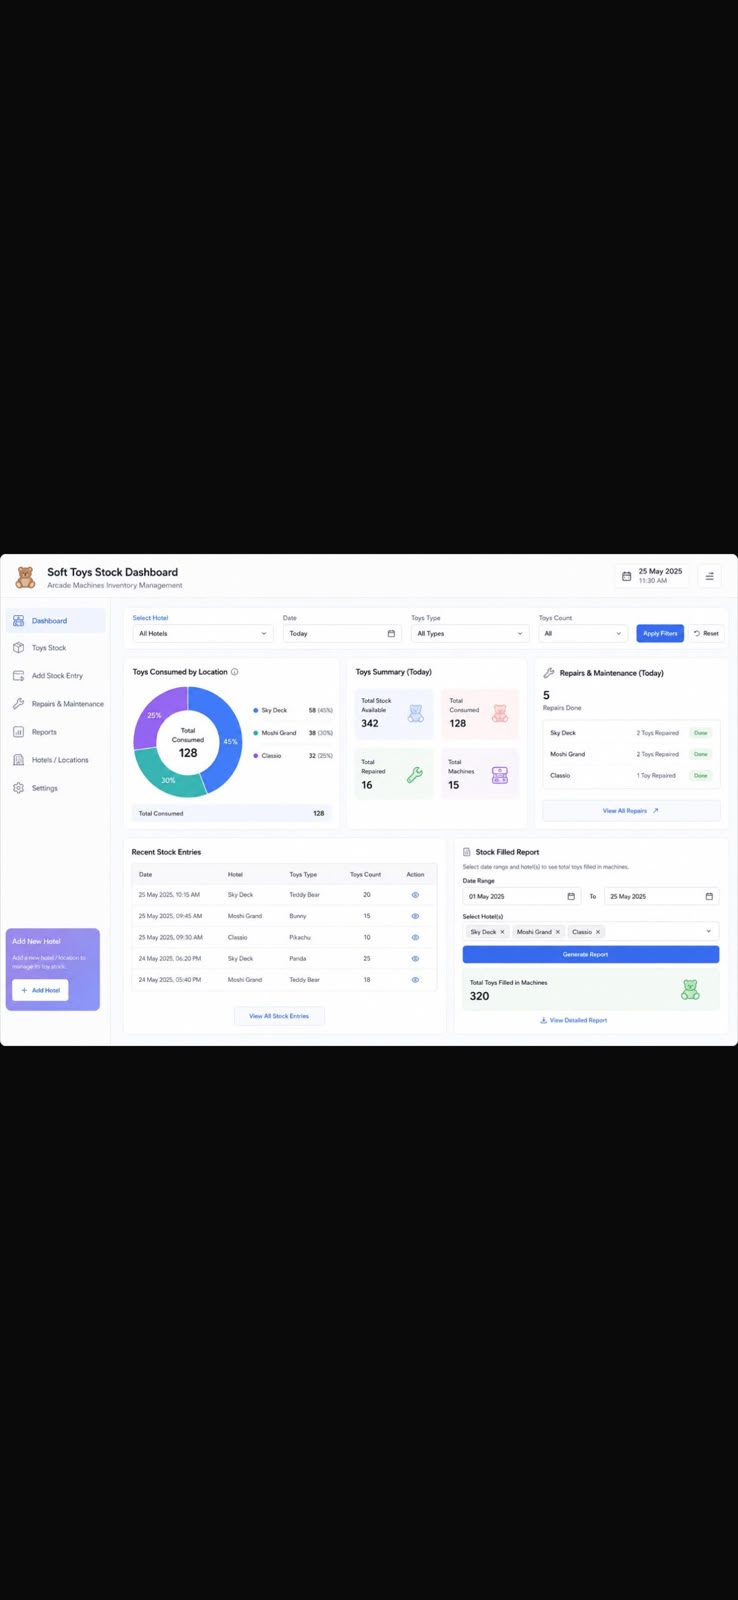 Soft Toys Stock Dashboard
Arcade Machines Inventory Management
25 May 2025
11:30 AM
Dashboard
Toys Stock
Add Stock Entry
Repairs & Maintenance
Reports
Hotels / Locations
Settings
Add New Hotel
Add a new hotel / location to
manage its toy stock.
+ Add Hotel
Select Hotel
All Hotels
Date
Today
Toys Type
All Types
Toys Count
All
Apply Filters
Reset
Toys Consumed by Location
25%
45%
30%
Total
Consumed
128
Sky Deck 58 (45%)
Moshi Grand 38 (30%)
Classio 32 (25%)
Total Consumed 128
Toys Summary (Today)
Total Stock
Available
342
Total
Consumed
128
Total
Repaired
16
Total
Machines
15
Repairs & Maintenance (Today)
5
Repairs Done
Sky Deck 2 Toys Repaired Done
Moshi Grand 2 Toys Repaired Done
Classio 1 Toy Repaired Done
View All Repairs
Recent Stock Entries
Date Hotel Toys Type Toys Count Action
25 May 2025, 10:15 AM Sky Deck Teddy Bear 20
25 May 2025, 09:45 AM Moshi Grand Bunny 15
25 May 2025, 09:30 AM Classio Pikachu 10
24 May 2025, 06:20 PM Sky Deck Panda 25
24 May 2025, 05:40 PM Moshi Grand Teddy Bear 18
View All Stock Entries
Stock Filled Report
Select date range and hotel(s) to see total toys filled in machines.
Date Range
01 May 2025 To 25 May 2025
Select Hotel(s)
Sky Deck × Moshi Grand × Classio ×
Generate Report
Total Toys Filled in Machines
320
View Detailed Report